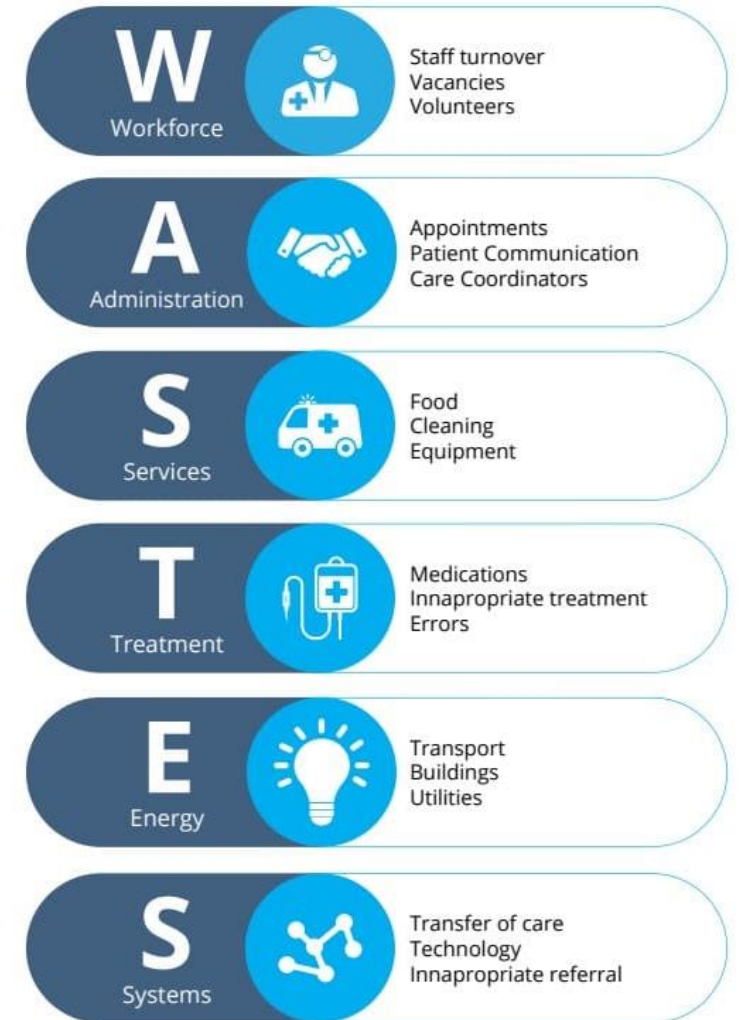 W
Workforce
Staff turnover
Vacancies
Volunteers
A
Administration
Appointments
Patient Communication
Care Coordinators
S
Services
Food
Cleaning
Equipment
T
Treatment
Medications
Innapropriate treatment
Errors
E
Energy
Transport
Buildings
Utilities
S
Systems
Transfer of care
Technology
Innapropriate referral